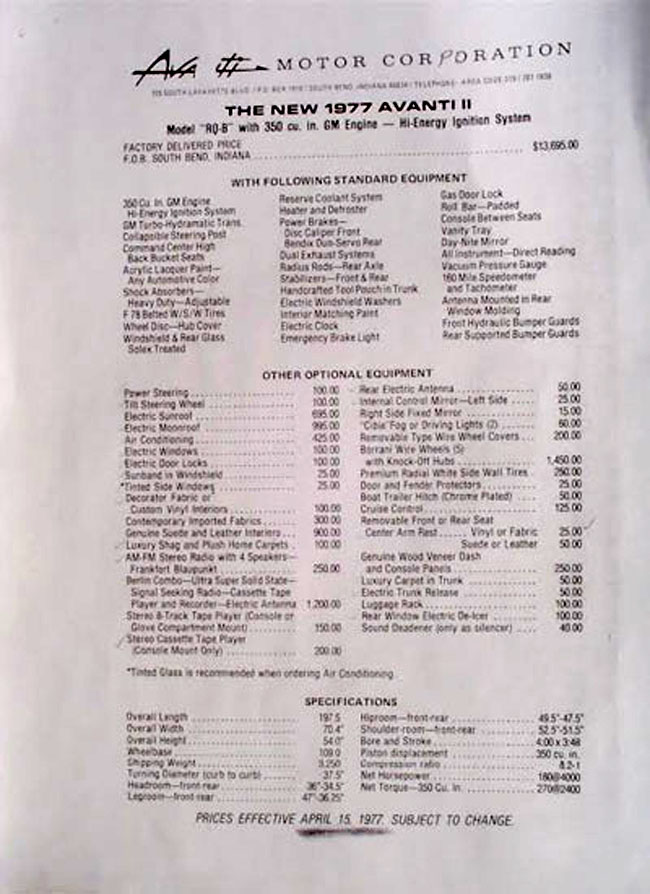 Avanti MOTOR CORPORATION
765 SOUTH LAFAYETTE BLVD. / P.O. BOX 1916 / SOUTH BEND, INDIANA 46634 / TELEPHONE - AREA CODE 219 / 287-1836
THE NEW 1977 AVANTI II
Model "RQ-B" with 350 cu. in. GM Engine — Hi-Energy Ignition System
FACTORY DELIVERED PRICE
F.O.B. SOUTH BEND, INDIANA $13,695.00
WITH FOLLOWING STANDARD EQUIPMENT
350 Cu. In. GM Engine
Hi-Energy Ignition System
GM Turbo-Hydramatic Trans.
Collapsible Steering Post
Command Center High
Back Bucket Seats
Acrylic Lacquer Paint—
Any Automotive Color
Shock Absorbers—
Heavy Duty—Adjustable
F 78 Belted W/S/W Tires
Wheel Disc—Hub Cover
Windshield & Rear Glass
Solex Treated
Reserve Coolant System
Heater and Defroster
Power Brakes—
Disc Caliper Front
Bendix Duo-Servo Rear
Dual Exhaust Systems
Radius Rods—Rear Axle
Stabilizers—Front & Rear
Handcrafted Tool Pouch in Trunk
Electric Windshield Washers
Interior Matching Paint
Electric Clock
Emergency Brake Light
Gas Door Lock
Roll Bar—Padded
Console Between Seats
Vanity Tray
Day-Nite Mirror
All Instrument—Direct Reading
Vacuum Pressure Gauge
160 Mile Speedometer
and Tachometer
Antenna Mounted in Rear
Window Molding
Front Hydraulic Bumper Guards
Rear Supported Bumper Guards
OTHER OPTIONAL EQUIPMENT
Power Steering 100.00
Tilt Steering Wheel 100.00
Electric Sunroof 695.00
Electric Moonroof 995.00
Air Conditioning 425.00
Electric Windows 100.00
Electric Door Locks 100.00
Sunband in Windshield 25.00
*Tinted Side Windows 25.00
Decorator Fabric or
Custom Vinyl Interiors 100.00
Contemporary Imported Fabrics 300.00
Genuine Suede and Leather Interiors 900.00
Luxury Shag and Plush Home Carpets 100.00
AM-FM Stereo Radio with 4 Speakers—
Frankfort Blaupunkt 250.00
Berlin Combo—Ultra Super Solid State—
Signal Seeking Radio—Cassette Tape
Player and Recorder—Electric Antenna 1,200.00
Stereo 8-Track Tape Player (Console or
Glove Compartment Mount) 150.00
Stereo Cassette Tape Player
(Console Mount Only) 200.00
Rear Electric Antenna 50.00
Internal Control Mirror—Left Side 25.00
Right Side Fixed Mirror 15.00
"Cibie" Fog or Driving Lights (2) 60.00
Removable Type Wire Wheel Covers 200.00
Borrani Wire Wheels (5)
with Knock-Off Hubs 1,450.00
Premium Radial White Side Wall Tires 250.00
Door and Fender Protectors 25.00
Boat Trailer Hitch (Chrome Plated) 50.00
Cruise Control 125.00
Removable Front or Rear Seat
Center Arm Rest Vinyl or Fabric 25.00
Suede or Leather 50.00
Genuine Wood Veneer Dash
and Console Panels 250.00
Luxury Carpet in Trunk 50.00
Electric Trunk Release 50.00
Luggage Rack 100.00
Rear Window Electric De-Icer 100.00
Sound Deadener (only as silencer) 40.00
*Tinted Glass is recommended when ordering Air Conditioning.
SPECIFICATIONS
Overall Length 197.5
Overall Width 70.4"
Overall Height 54.0"
Wheelbase 109.0
Shipping Weight 3,250
Turning Diameter (curb to curb) 37.5'
Headroom—front-rear 36"-34.5"
Legroom—front-rear 47"-36.25"
Hiproom—front-rear 49.5"-47.5"
Shoulder-room—front-rear 52.5"-51.5"
Bore and Stroke 4.00 x 3.48
Piston displacement 350 cu. in.
Compression ratio 8.2-1
Net Horsepower 180@4000
Net Torque—350 Cu. In. 270@2400
PRICES EFFECTIVE APRIL 15, 1977. SUBJECT TO CHANGE.